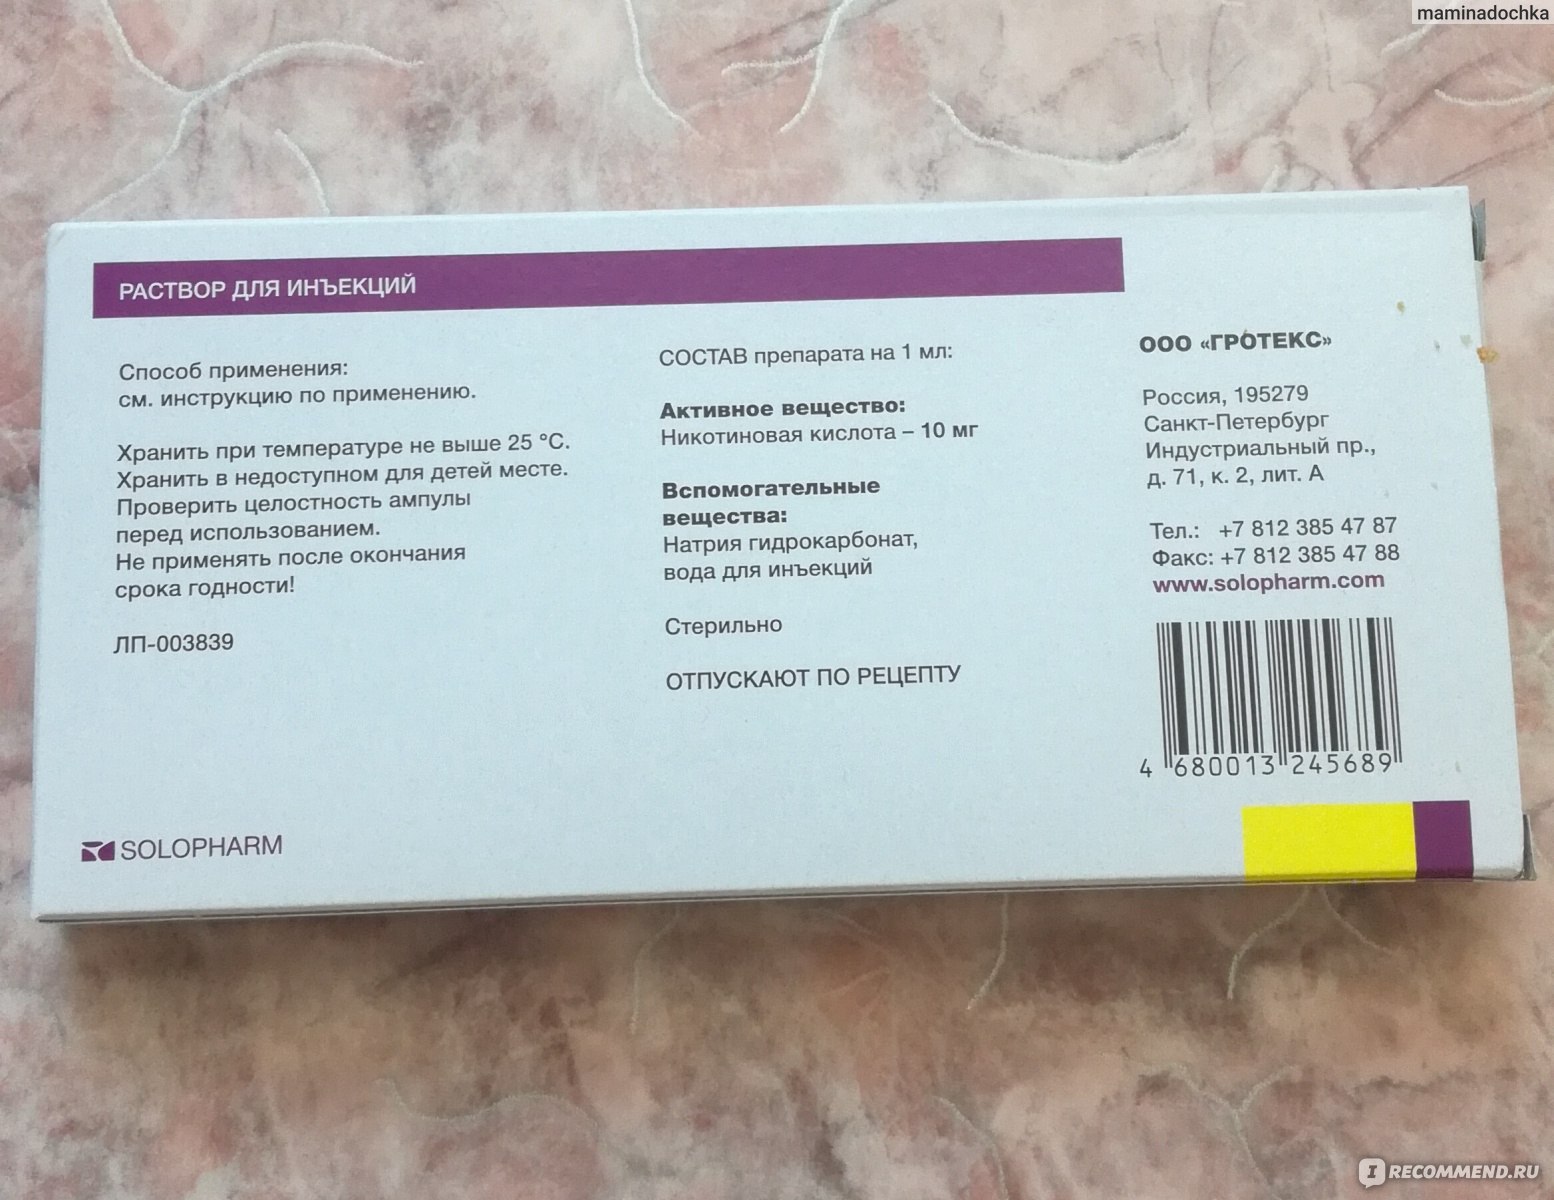 maminadochka
РАСТВОР ДЛЯ ИНЪЕКЦИЙ
Способ применения:
см. инструкцию по применению.
Хранить при температуре не выше 25 °С.
Хранить в недоступном для детей месте.
Проверить целостность ампулы
перед использованием.
Не применять после окончания
срока годности!
ЛП-003839
SOLOPHARM
СОСТАВ препарата на 1 мл:
Активное вещество:
Никотиновая кислота – 10 мг
Вспомогательные
вещества:
Натрия гидрокарбонат,
вода для инъекций
Стерильно
ОТПУСКАЮТ ПО РЕЦЕПТУ
ООО «ГРОТЕКС»
Россия, 195279
Санкт-Петербург
Индустриальный пр.,
д. 71, к. 2, лит. А
Тел.: +7 812 385 47 87
Факс: +7 812 385 47 88
www.solopharm.com
4 680013 245689
IRECOMMEND.RU